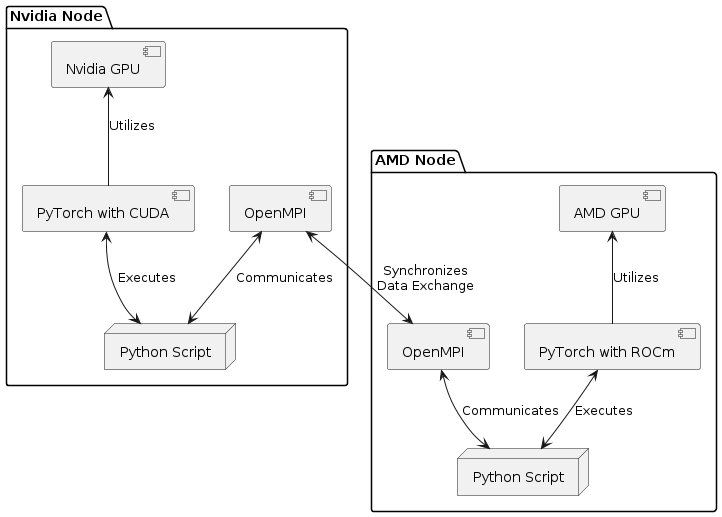 Nvidia Node
Nvidia GPU
Utilizes
PyTorch with CUDA
OpenMPI
Executes
Communicates
Python Script
Synchronizes
Data Exchange
AMD Node
AMD GPU
Utilizes
OpenMPI
PyTorch with ROCm
Communicates
Executes
Python Script